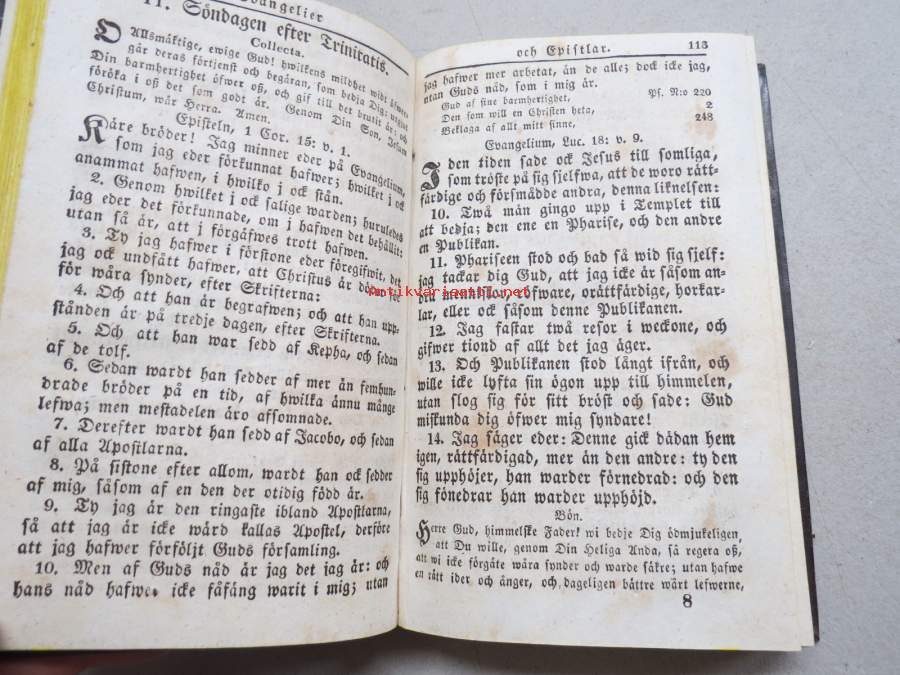 Evangelier
11. Söndagen efter Trinitatis.
Collecta.
O Allsmäktige, ewige Gud! hwilkens mildhet widt öfwer-
går deras förtjenst och begäran, som bedja Dig: utgjut
Din barmhertighet öfwer oß, och gif till det brutit är: och
föröka i oß det som godt är. Genom Din Son, Jesum
Christum, wår Herra. Amen.
Episteln, 1 Cor. 15: v. 1.
Käre bröder! Jag minner eder på Evangelium,
som jag eder förkunnat hafwer; hwilket j ock
anammat hafwen, i hwilko j ock stån.
2. Genom hwilket j ock salige warden; huruledes
jag eder det förkunnade, om j hafwen det behållit:
utan så är, att j förgäfwes trott hafwen.
3. Ty jag hafwer i förstone eder föregifwit, det
jag ock undfått hafwer, att Christus är död
för wåra synder, efter Skrifterna:
4. Och att han är begrafwen; och att han upp-
stånden är på tredje dagen, efter Skrifterna.
5. Och att han war sedd af Kepha, och sedan
af de tolf.
6. Sedan wardt han sedder af mer än femhun-
drade bröder på en tid, af hwilka ännu månge
lefwa; men mestadelen äro afsomnade.
7. Derefter wardt han sedd af Jacobo, och sedan
af alla Apostlarna.
8. På sistone efter allom, wardt han ock sedder
af mig, såsom af en den der otidig född är.
9. Ty jag är den ringaste ibland Apostlarna,
så att jag är icke wärd kallas Apostel, derföre
att jag hafwer förföljt Guds församling.
10. Men af Guds nåd är jag det jag är: och
hans nåd hafwer icke fåfäng warit i mig; utan
och Epistlar. 113
jag hafwer mer arbetat, än de alle; dock icke jag,
utan Guds nåd, som i mig är.
Gud af sine barmhertighet, Ps. N:o 220
Den som will en Christen heta, 2
Beklaga af allt mitt sinne, 248
Evangelium, Luc. 18: v. 9.
I den tiden sade ock Jesus till somliga,
som tröste på sig sjelfwa, att de woro rätt-
färdige och försmådde andra, denna liknelsen:
10. Twå män gingo upp i Templet till
att bedja; den ene en Pharise, och den andre
en Publikan.
11. Phariseen stod och bad så wid sig sjelf:
jag tackar dig Gud, att jag icke är såsom an-
dra menniskor, röfware, orättfärdige, horkar-
lar, eller ock såsom denne Publikanen.
12. Jag fastar twå resor i weckone, och
gifwer tiond af allt det jag äger.
13. Och Publikanen stod långt ifrån, och
wille icke lyfta sin ögon upp till himmelen,
utan slog sig för sitt bröst och sade: Gud
miskunda dig öfwer mig syndare!
14. Jag säger eder: Denne gick dädan hem
igen, rättfärdigad, mer än den andre: ty den
sig upphöjer, han warder förnedrad: och den
sig fönedrar han warder upphöjd.
Bön.
Herre Gud, himmelske Fader! wi bedje Dig ödmjukeligen,
att Du wille, genom Din Heliga Anda, så regera oß,
att wi icke förgäte wåra synder och warde säkre; utan hafwe
en rätt ider och ånger, och dageligen bättre wårt lefwerne,
8
antikvariaatti.net